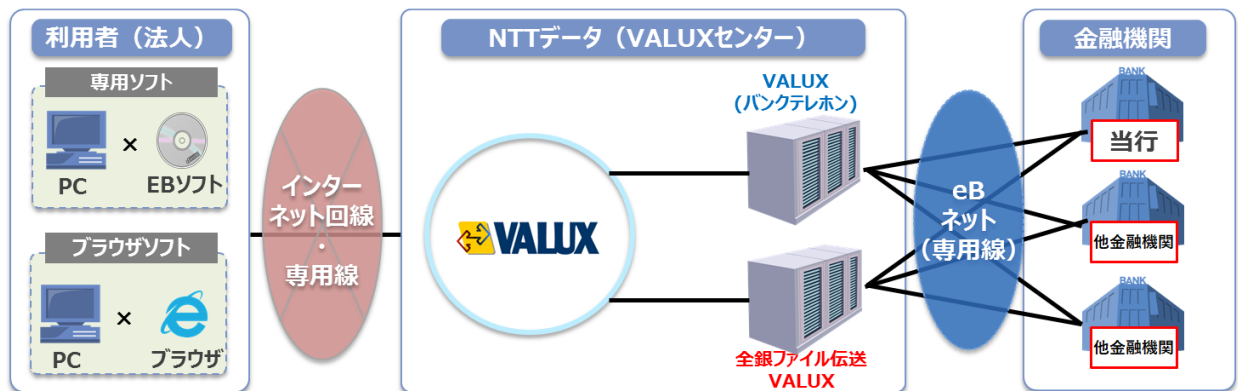 利用者（法人）
専用ソフト
×
PC
EBソフト
ブラウザソフト
×
PC
ブラウザ
インター
ネット回線
・
専用線
NTTデータ（VALUXセンター）
VALUX
VALUX
(バンクテレホン)
全銀ファイル伝送
VALUX
eB
ネット
(専用線)
金融機関
BANK
当行
BANK
他金融機関
BANK
他金融機関